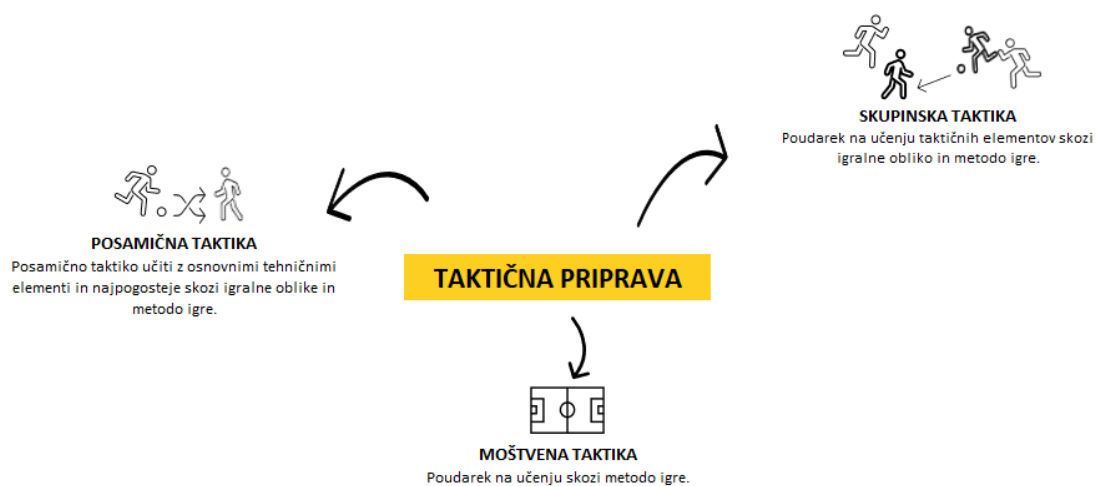 SKUPINSKA TAKTIKA
Poudarek na učenju taktičnih elementov skozi
igralne obliko in metodo igre.
POSAMIČNA TAKTIKA
Posamično taktiko učiti z osnovnimi tehničnimi
elementi in najpogosteje skozi igralne oblike in
metodo igre.
TAKTIČNA PRIPRAVA
MOŠTVENA TAKTIKA
Poudarek na učenju skozi metodo igre.